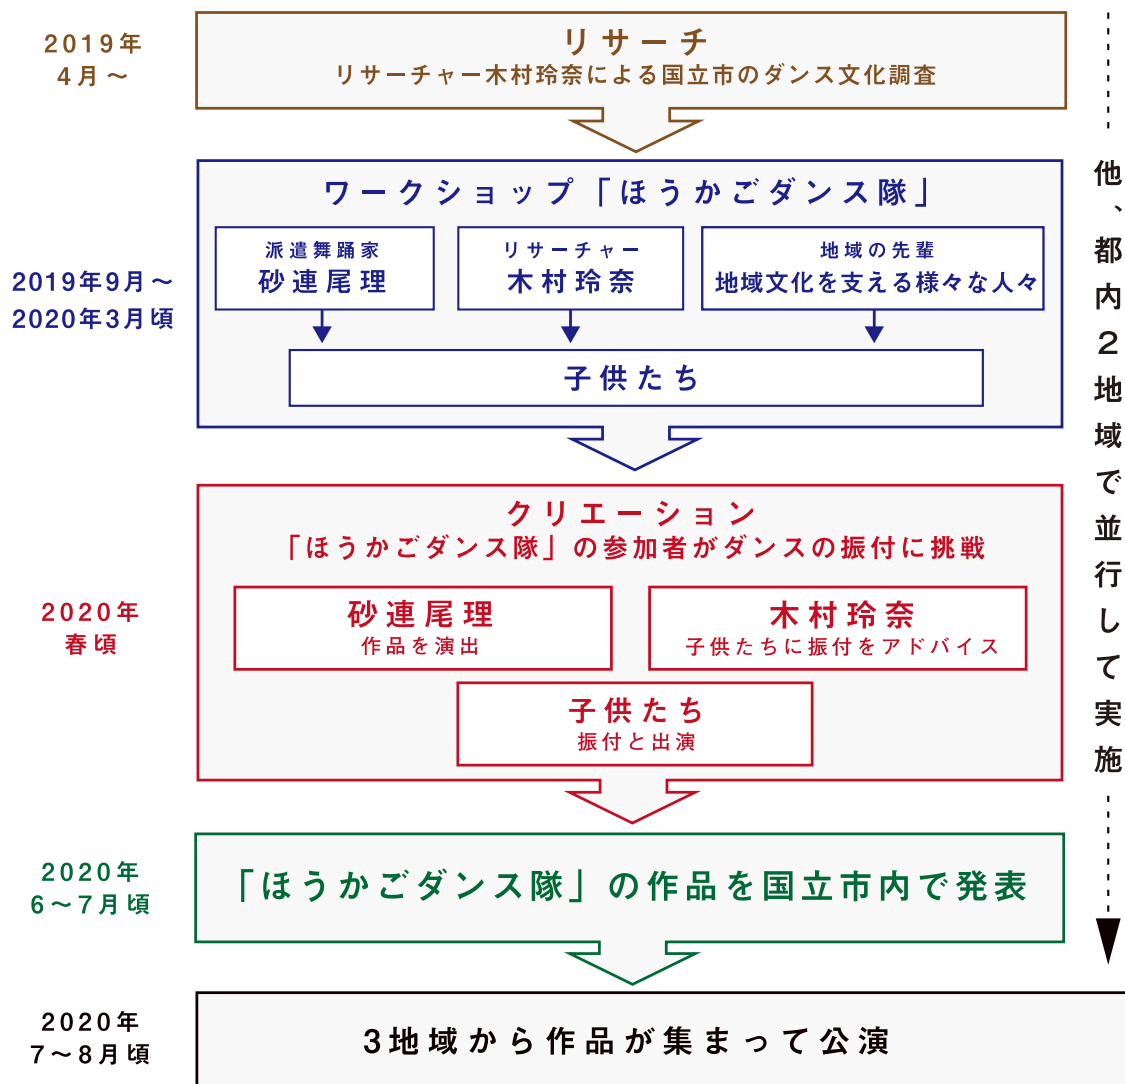 2019年
4月～
リサーチ
リサーチャー木村玲奈による国立市のダンス文化調査
2019年9月～
2020年3月頃
ワークショップ「ほうかごダンス隊」
派遣舞踊家
砂連尾理
リサーチャー
木村玲奈
地域の先輩
地域文化を支える様々な人々
子供たち
2020年
春頃
クリエーション
「ほうかごダンス隊」の参加者がダンスの振付に挑戦
砂連尾理
作品を演出
木村玲奈
子供たちに振付をアドバイス
子供たち
振付と出演
2020年
6～7月頃
「ほうかごダンス隊」の作品を国立市内で発表
2020年
7～8月頃
3地域から作品が集まって公演
他、都内2地域で並行して実施